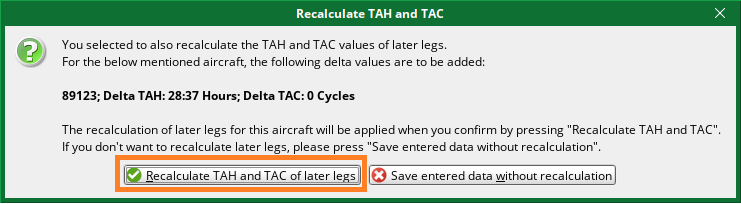 Recalculate TAH and TAC
You selected to also recalculate the TAH and TAC values of later legs.
For the below mentioned aircraft, the following delta values are to be added:
89123; Delta TAH: 28:37 Hours; Delta TAC: 0 Cycles
The recalculation of later legs for this aircraft will be applied when you confirm by pressing "Recalculate TAH and TAC".
If you don't want to recalculate later legs, please press "Save entered data without recalculation".
Recalculate TAH and TAC of later legs
Save entered data without recalculation